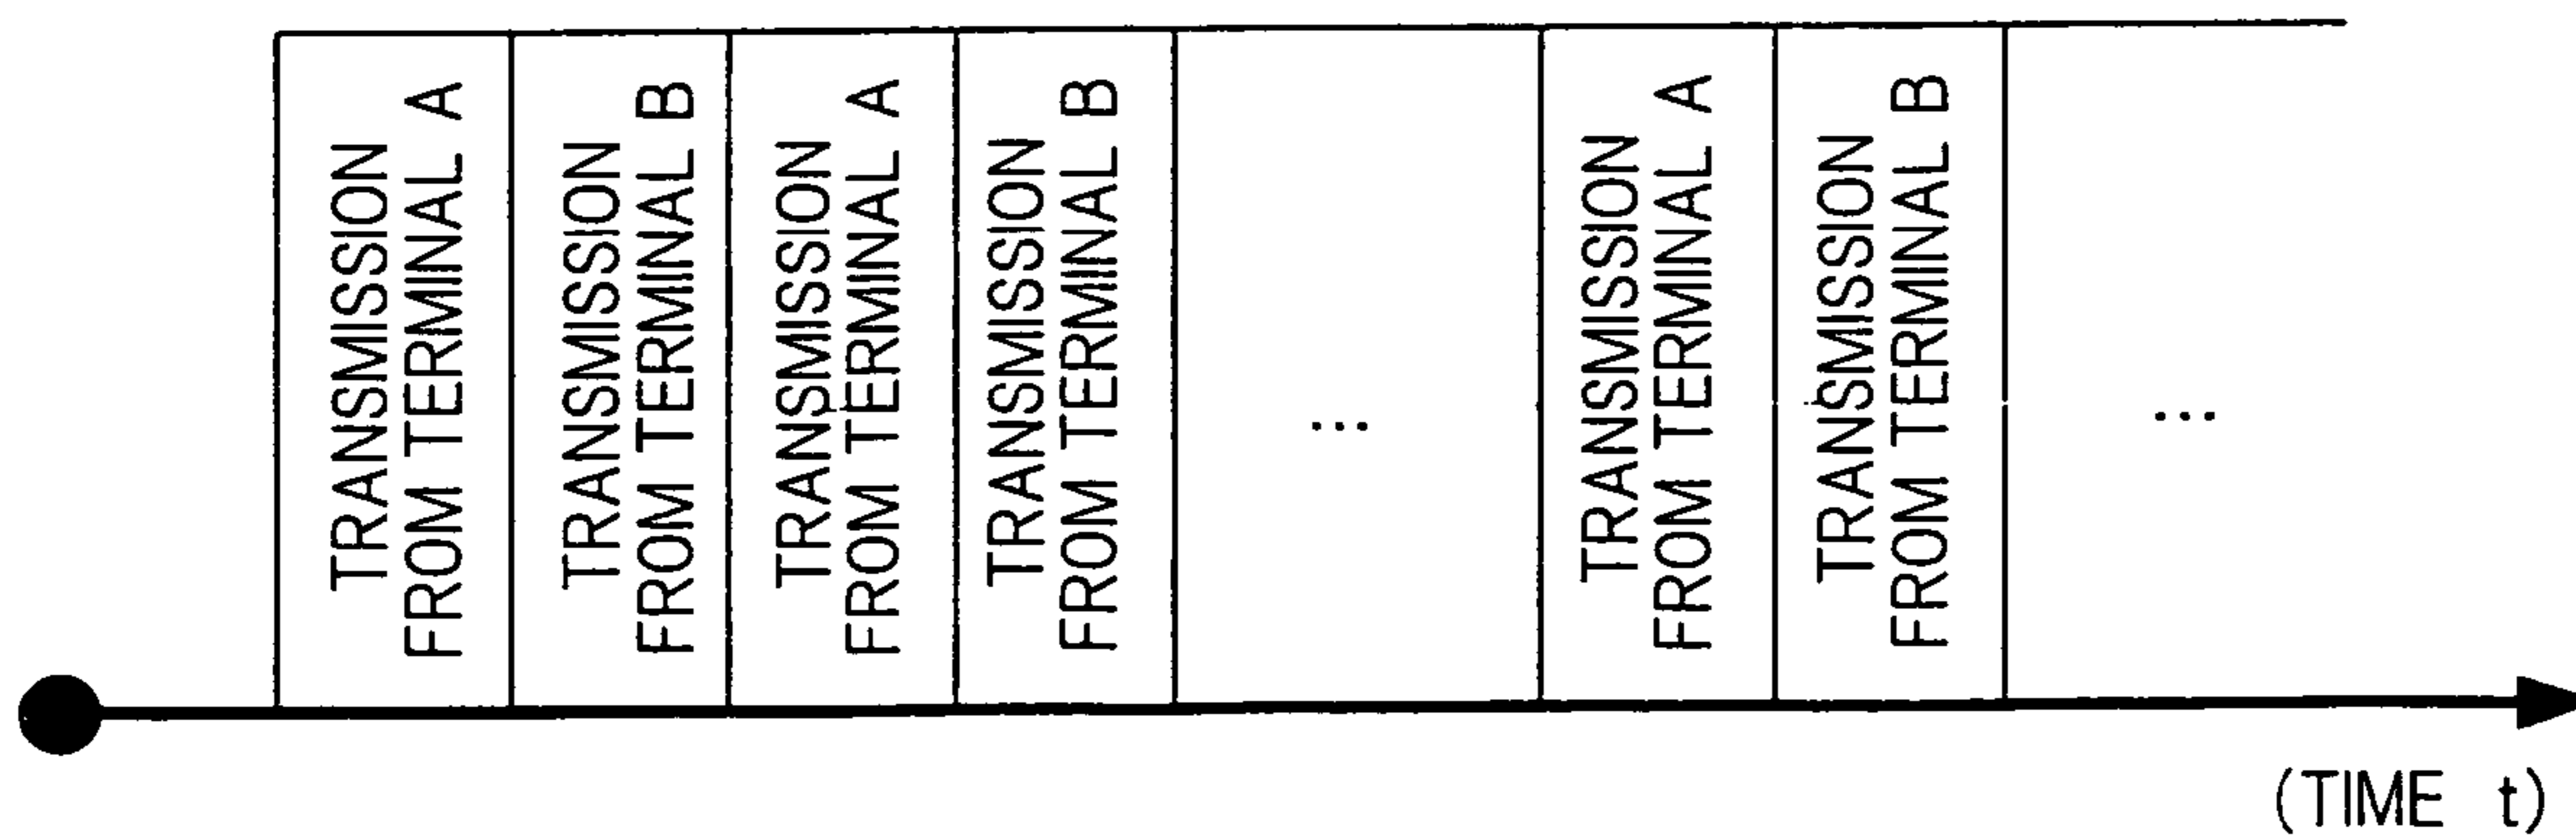 TRANSMISSION
FROM TERMINAL A
TRANSMISSION
FROM TERMINAL B
TRANSMISSION
FROM TERMINAL A
TRANSMISSION
FROM TERMINAL B
...
TRANSMISSION
FROM TERMINAL A
TRANSMISSION
FROM TERMINAL B
...
(TIME t)